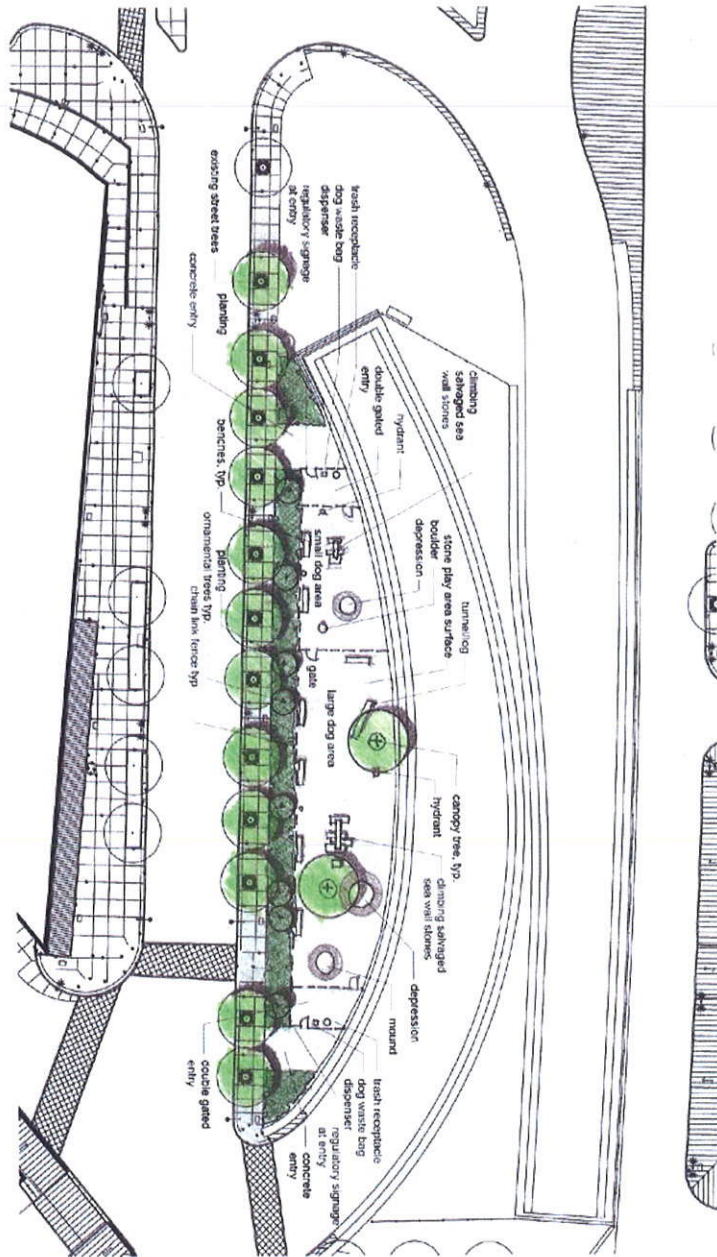 trash receptacle
dog waste bag
dispenser
regulatory signage
at entry
existing street trees
planting
concrete entry
climbing
salvaged sea
wall stones
hydrant
double gated
entry
benches, typ.
small dog area
depression
boulder
stone play area surface
tunnel/log
planting
ornamental trees typ.
chain link fence typ
gate
large dog area
canopy tree, typ.
hydrant
climbing salvaged
sea wall stones
depression
mound
double gated
entry
trash receptacle
dog waste bag
dispenser
regulatory signage
at entry
concrete
entry